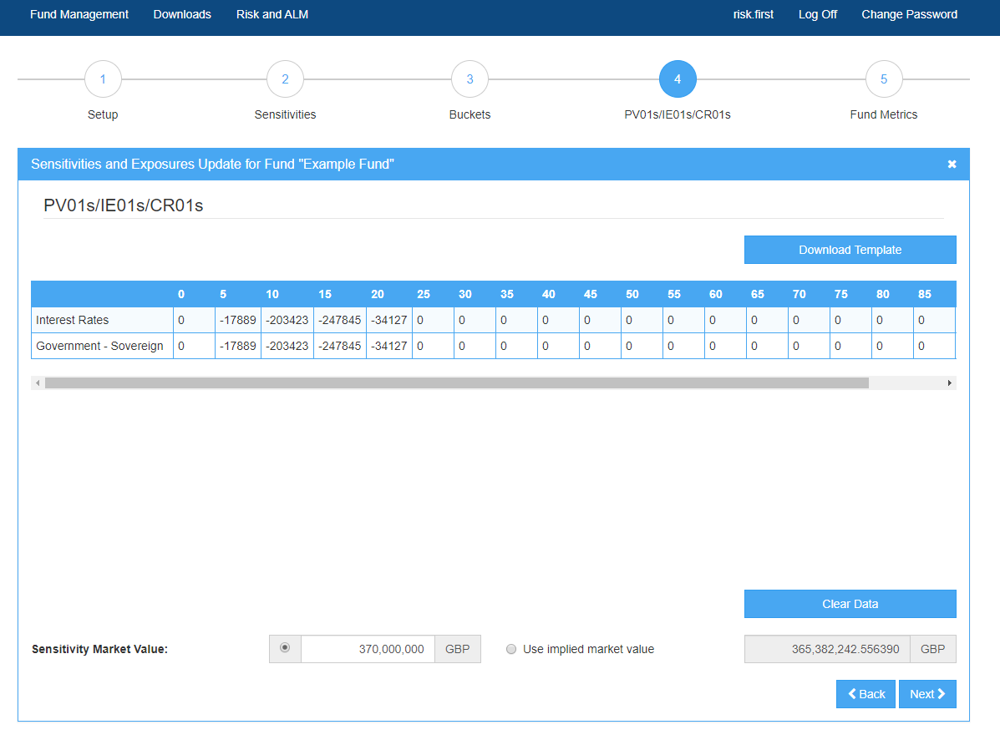 Fund Management Downloads Risk and ALM risk.first Log Off Change Password
1 2 3 4 5
Setup Sensitivities Buckets PV01s/IE01s/CR01s Fund Metrics
Sensitivities and Exposures Update for Fund "Example Fund"
PV01s/IE01s/CR01s
Download Template
0 5 10 15 20 25 30 35 40 45 50 55 60 65 70 75 80 85
Interest Rates 0 -17889 -203423 -247845 -34127 0 0 0 0 0 0 0 0 0 0 0 0 0
Government - Sovereign 0 -17889 -203423 -247845 -34127 0 0 0 0 0 0 0 0 0 0 0 0 0
Clear Data
Sensitivity Market Value: 370,000,000 GBP Use implied market value 365,382,242.556390 GBP
Back Next